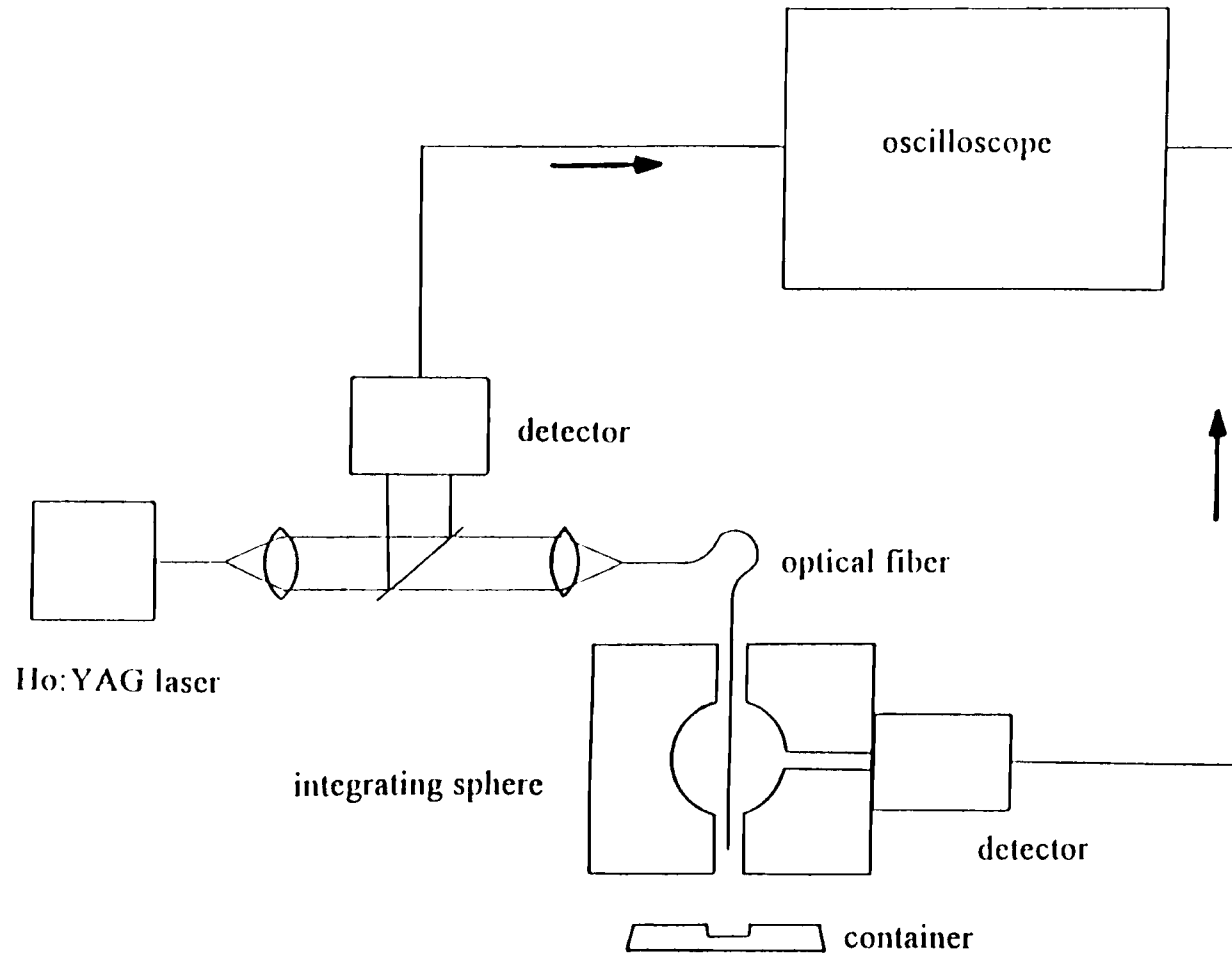 oscilloscope
detector
optical fiber
Ho:YAG laser
integrating sphere
detector
container